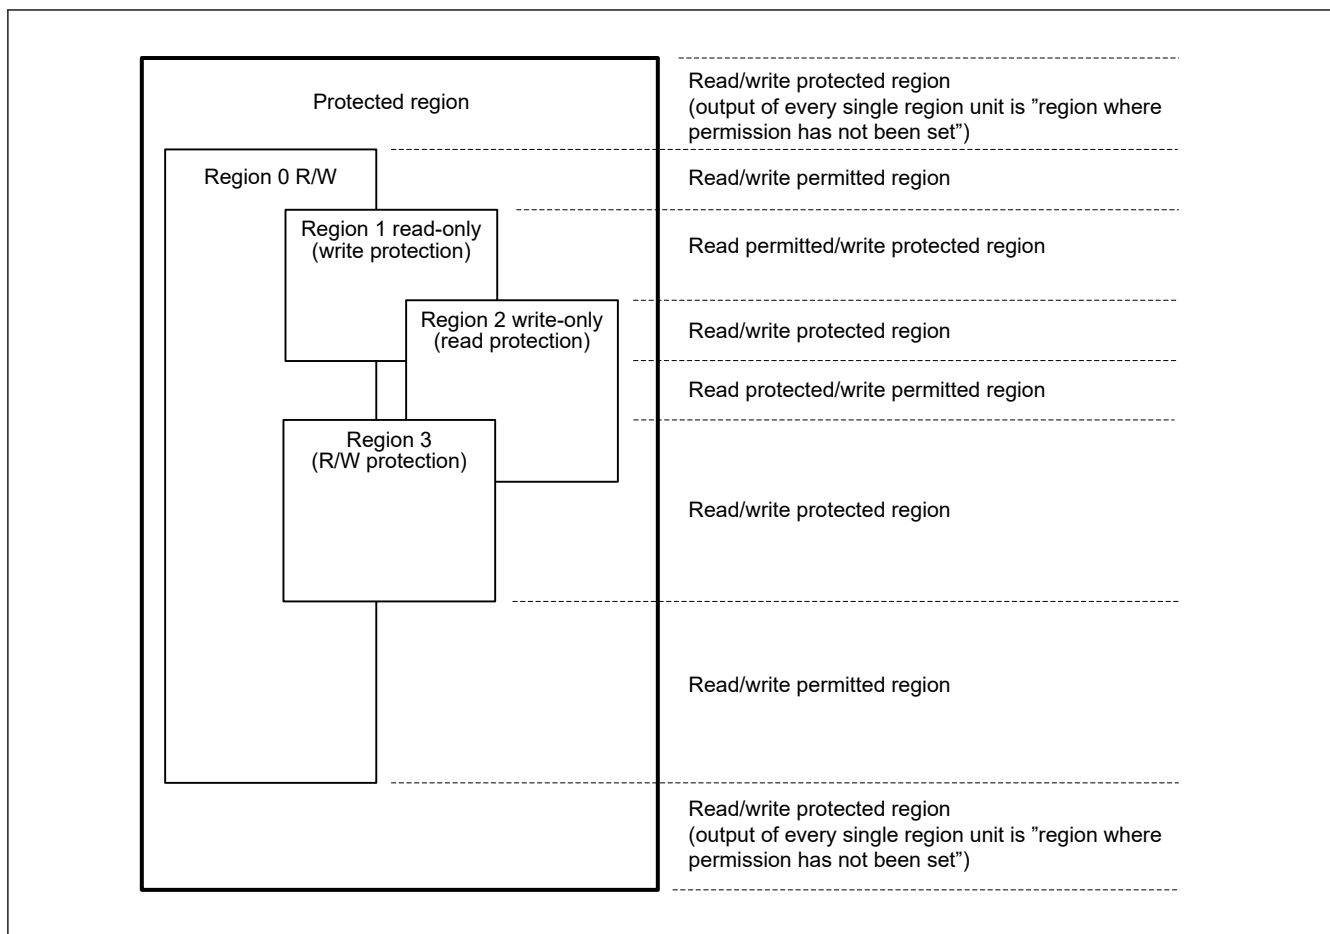 Protected region
Read/write protected region
(output of every single region unit is ”region where
permission has not been set”)
Region 0 R/W
Read/write permitted region
Region 1 read-only
(write protection)
Read permitted/write protected region
Region 2 write-only
(read protection)
Read/write protected region
Read protected/write permitted region
Region 3
(R/W protection)
Read/write protected region
Read/write permitted region
Read/write protected region
(output of every single region unit is ”region where
permission has not been set”)